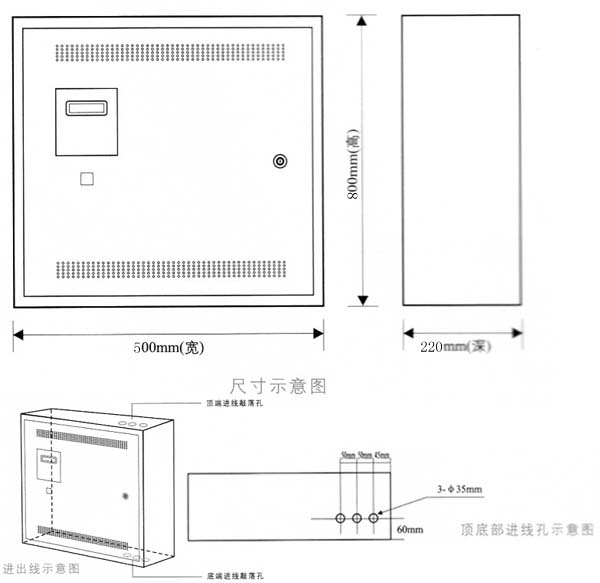 800mm(高)
500mm(宽)
220mm(深)
尺寸示意图
顶端进线敲落孔
50mm 50mm 45mm
3-Φ35mm
60mm
顶底部进线孔示意图
进出线示意图
底端进线敲落孔